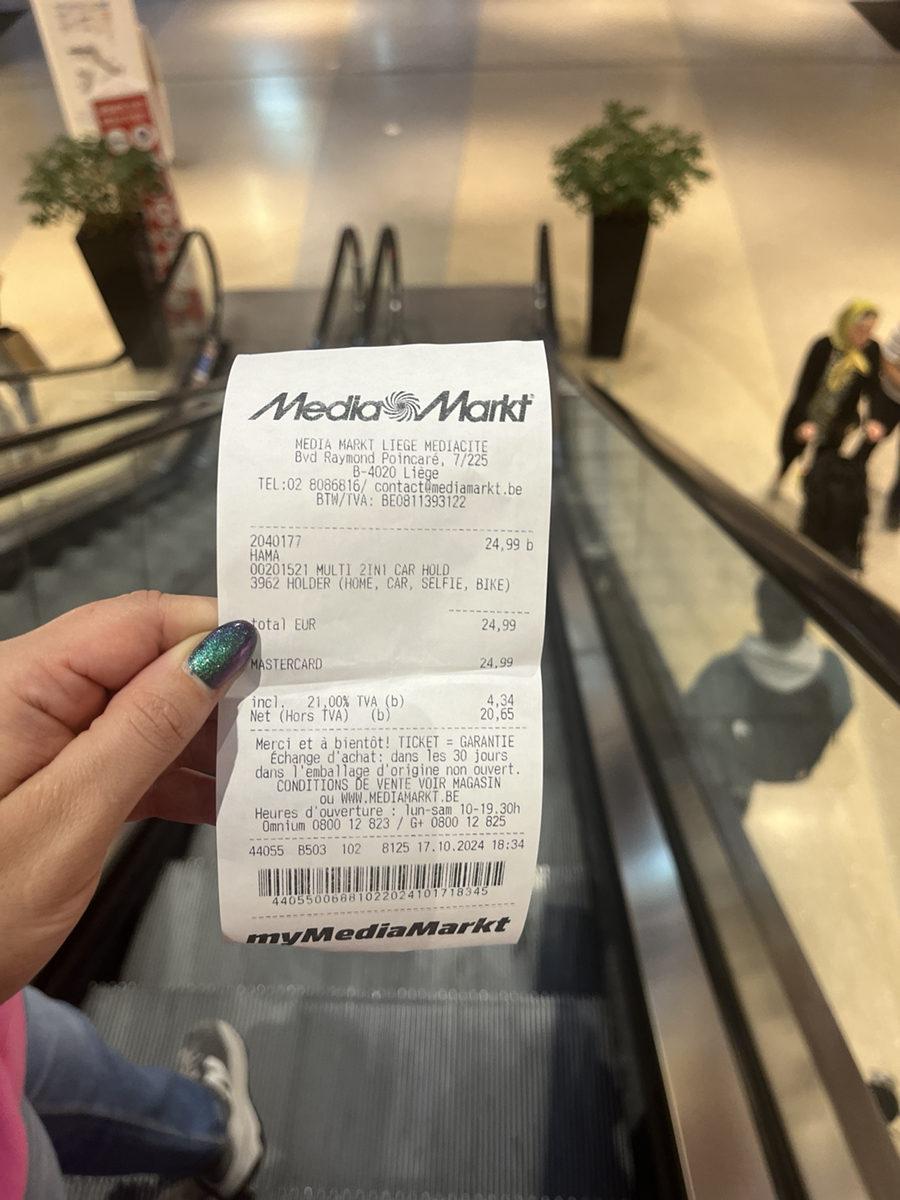 Media Markt
MEDIA MARKT LIEGE MEDIACITE
Bvd Raymond Poincaré, 7/225
B-4020 Liège
TEL:02 8086816/ contact@mediamarkt.be
BTW/TVA: BE0811393122
2040177 24,99 b
HAMA
00201521 MULTI 2IN1 CAR HOLD
3962 HOLDER (HOME, CAR, SELFIE, BIKE)
total EUR 24,99
MASTERCARD 24,99
incl. 21,00% TVA (b) 4,34
Net (Hors TVA) (b) 20,65
Merci et à bientôt! TICKET = GARANTIE
Échange d'achat: dans les 30 jours
dans l'emballage d'origine non ouvert.
CONDITIONS DE VENTE VOIR MAGASIN
ou WWW.MEDIAMARKT.BE
Heures d'ouverture : lun-sam 10-19.30h
Omnium 0800 12 823 / G+ 0800 12 825
44055 B503 102 8125 17.10.2024 18:34
myMediaMarkt